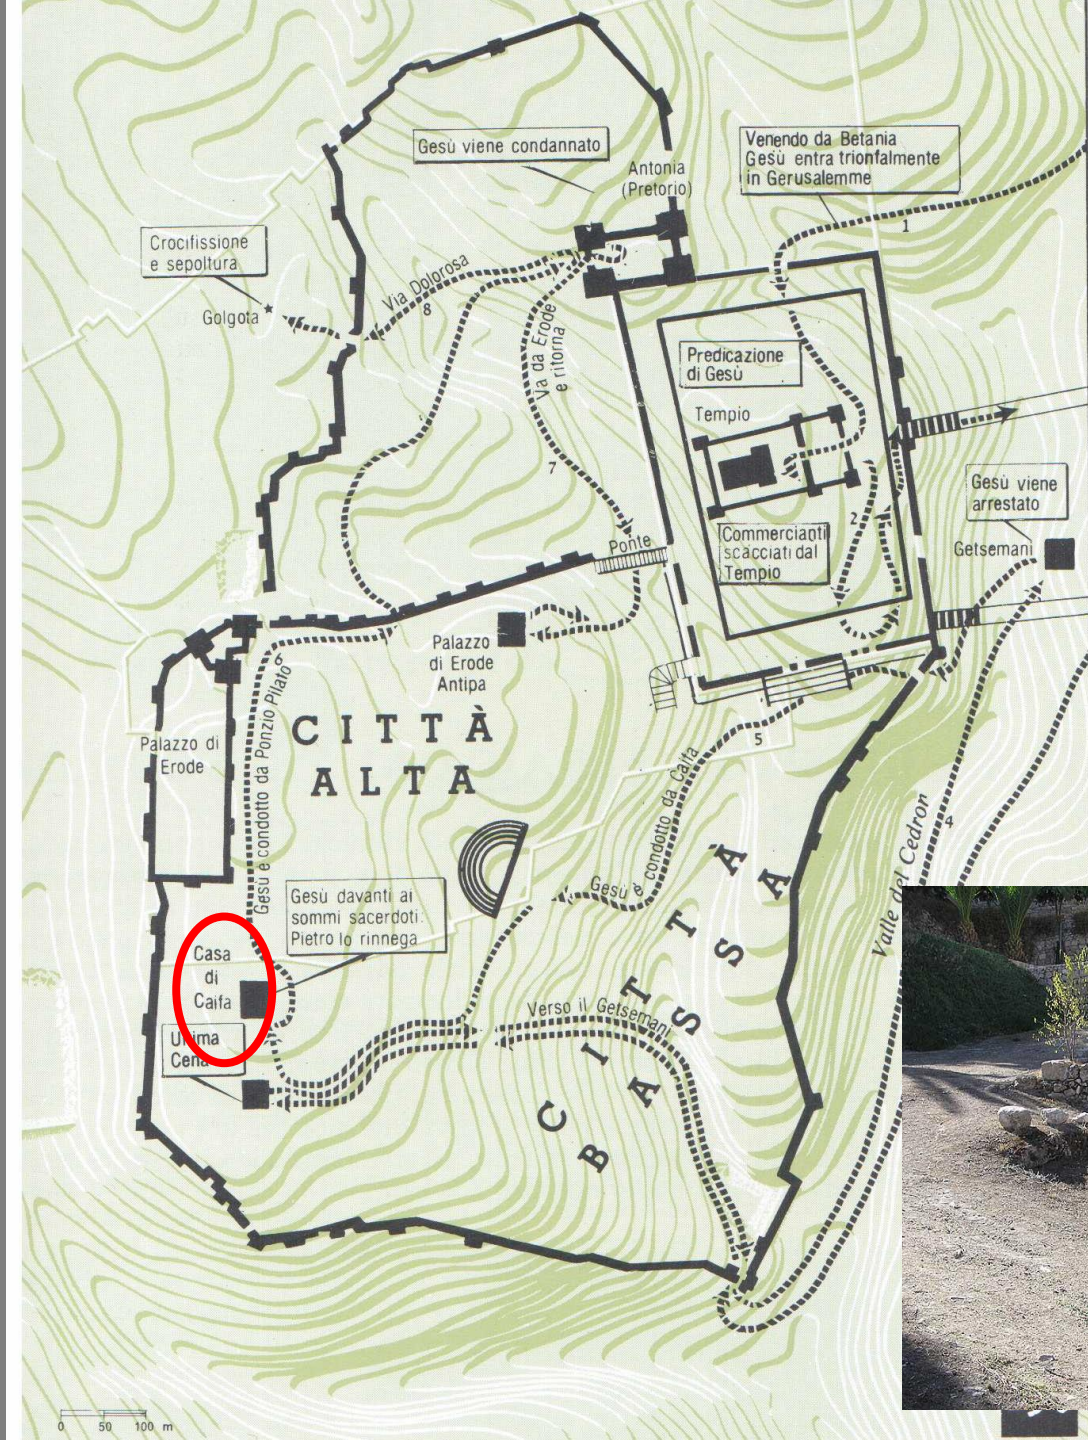 Gesù viene condannato
Antonia
(Pretorio)
Venendo da Betania
Gesù entra trionfalmente
in Gerusalemme
1
Crocifissione
e sepoltura
Golgota
Via Dolorosa
8
Va da Erode
e ritorna
7
Predicazione
di Gesù
Tempio
2
Commercianti
scacciati dal
Tempio
Gesù viene
arrestato
Getsemani
Ponte
Palazzo
di Erode
Antipa
Gesù è condotto da Ponzio Pilato
6
CITTÀ
ALTA
Palazzo di
Erode
5
Gesù è condotto da Caifa
4
Valle del Cedron
Gesù davanti ai
sommi sacerdoti:
Pietro lo rinnega
Casa
di
Caifa
Ultima
Cena
Verso il Getsemani
CITTÀ
BASSA
0 50 100 m